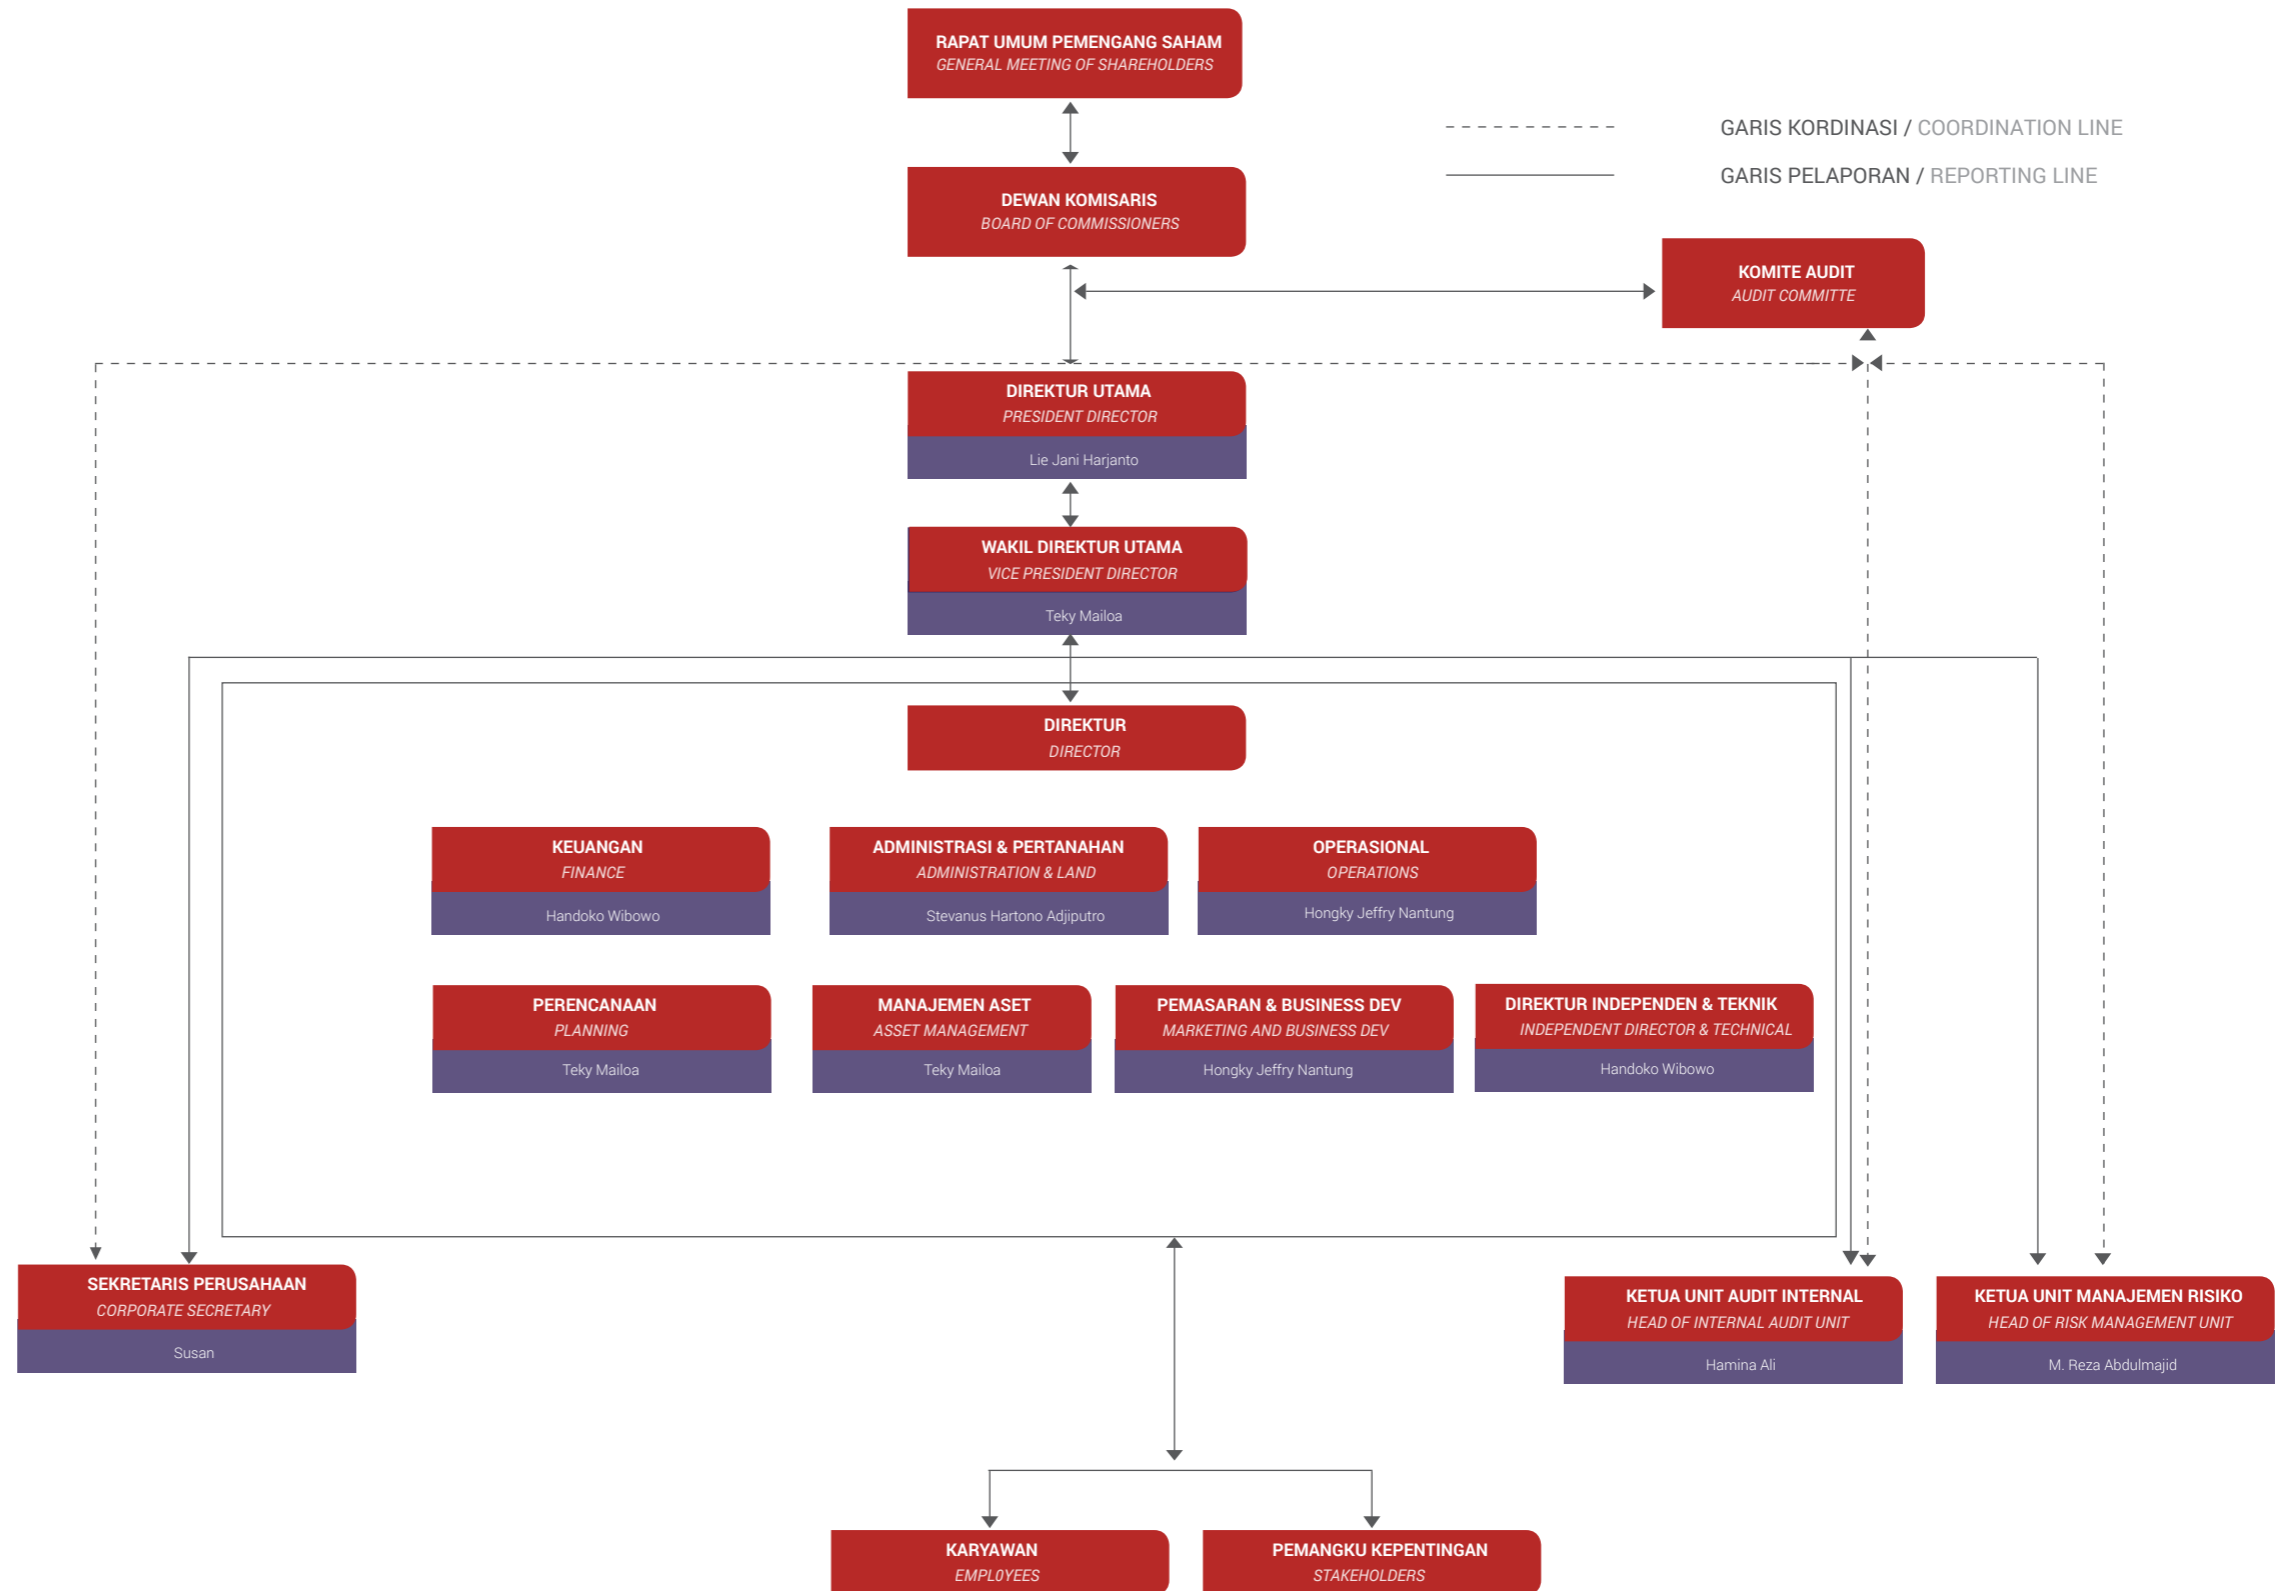 RAPAT UMUM PEMENGANG SAHAM
GENERAL MEETING OF SHAREHOLDERS
GARIS KORDINASI / COORDINATION LINE
GARIS PELAPORAN / REPORTING LINE
DEWAN KOMISARIS
BOARD OF COMMISSIONERS
KOMITE AUDIT
AUDIT COMMITTE
DIREKTUR UTAMA
PRESIDENT DIRECTOR
Lie Jani Harjanto
WAKIL DIREKTUR UTAMA
VICE PRESIDENT DIRECTOR
Teky Mailoa
DIREKTUR
DIRECTOR
KEUANGAN
FINANCE
Handoko Wibowo
ADMINISTRASI & PERTANAHAN
ADMINISTRATION & LAND
Stevanus Hartono Adjiputro
OPERASIONAL
OPERATIONS
Hongky Jeffry Nantung
PERENCANAAN
PLANNING
Teky Mailoa
MANAJEMEN ASET
ASSET MANAGEMENT
Teky Mailoa
PEMASARAN & BUSINESS DEV
MARKETING AND BUSINESS DEV
Hongky Jeffry Nantung
DIREKTUR INDEPENDEN & TEKNIK
INDEPENDENT DIRECTOR & TECHNICAL
Handoko Wibowo
SEKRETARIS PERUSAHAAN
CORPORATE SECRETARY
Susan
KETUA UNIT AUDIT INTERNAL
HEAD OF INTERNAL AUDIT UNIT
Hamina Ali
KETUA UNIT MANAJEMEN RISIKO
HEAD OF RISK MANAGEMENT UNIT
M. Reza Abdulmajid
KARYAWAN
EMPL0YEES
PEMANGKU KEPENTINGAN
STAKEHOLDERS